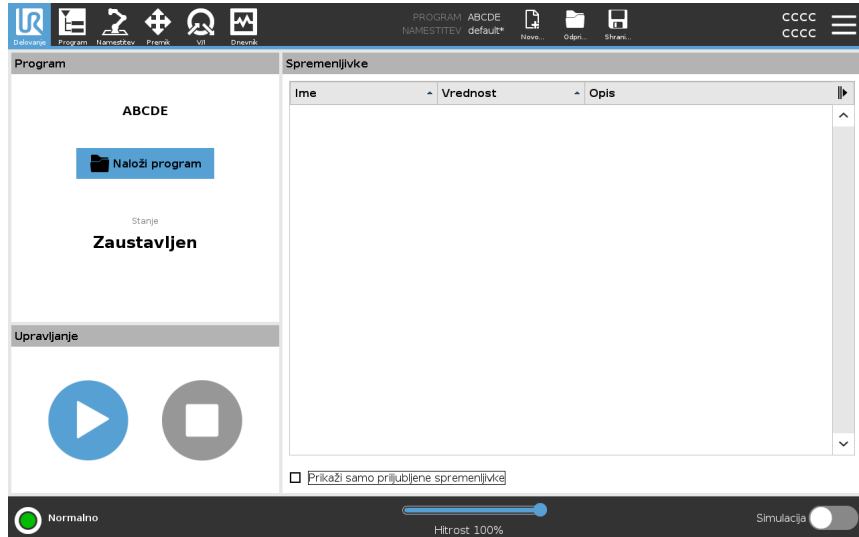 UR
Delovanje Program Namestitev Premik V/I Dnevnik
PROGRAM ABCDE
NAMESTITEV default*
Novo... Odpri... Shrani...
CCCC
CCCC
Program
Spremenljivke
ABCDE
Naloži program
Stanje
Zaustavljen
Ime Vrednost Opis
Upravljanje
Prikaži samo priljubljene spremenljivke
Normalno
Hitrost 100%
Simulacija